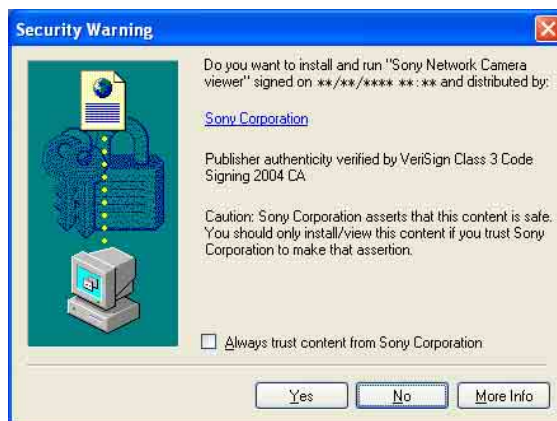 Security Warning
Do you want to install and run "Sony Network Camera
viewer" signed on **/**/**** **:** and distributed by:
Sony Corporation
Publisher authenticity verified by VeriSign Class 3 Code
Signing 2004 CA
Caution: Sony Corporation asserts that this content is safe.
You should only install/view this content if you trust Sony
Corporation to make that assertion.
Always trust content from Sony Corporation
Yes
No
More Info